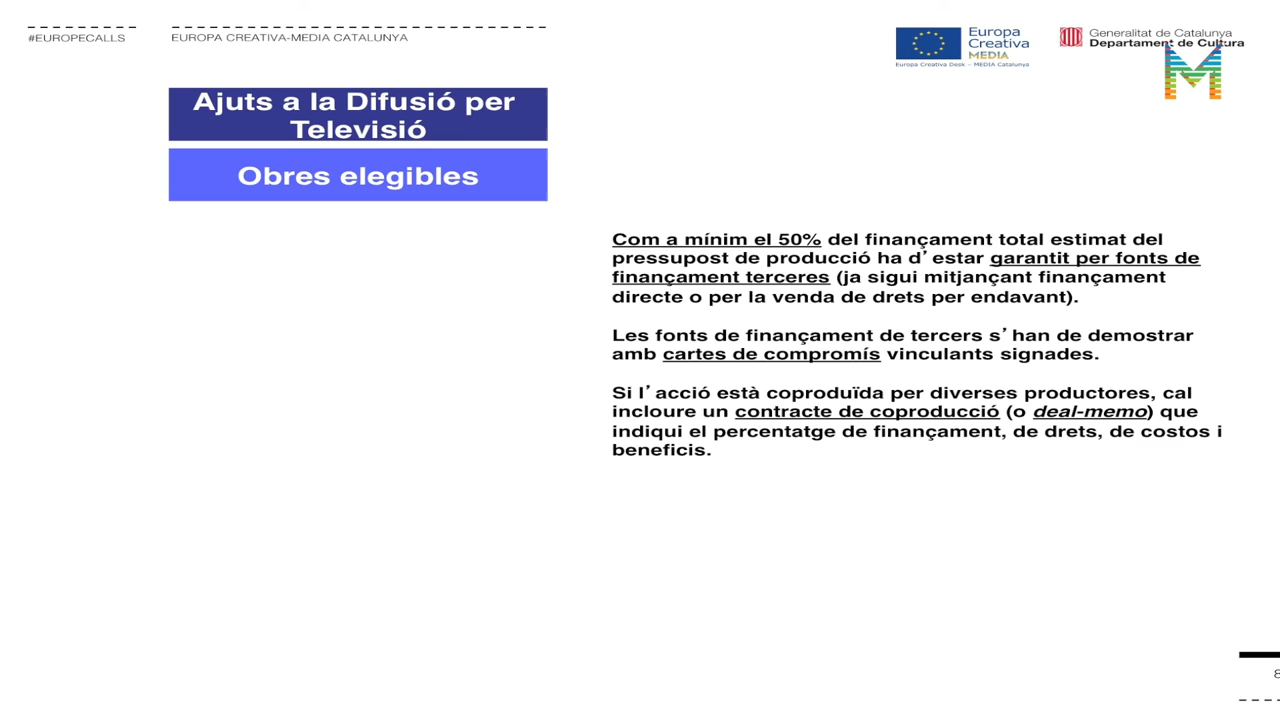 #EUROPECALLS
EUROPA CREATIVA-MEDIA CATALUNYA
Europa
Creativa
MEDIA
Europa Creativa Desk – MEDIA Catalunya
Generalitat de Catalunya
Departament de Cultura
M
Ajuts a la Difusió per
Televisió
Obres elegibles
Com a mínim el 50% del finançament total estimat del
pressupost de producció ha d’estar garantit per fonts de
finançament terceres (ja sigui mitjançant finançament
directe o per la venda de drets per endavant).
Les fonts de finançament de tercers s’han de demostrar
amb cartes de compromís vinculants signades.
Si l’acció està coproduïda per diverses productores, cal
incloure un contracte de coproducció (o deal-memo) que
indiqui el percentatge de finançament, de drets, de costos i
beneficis.
8